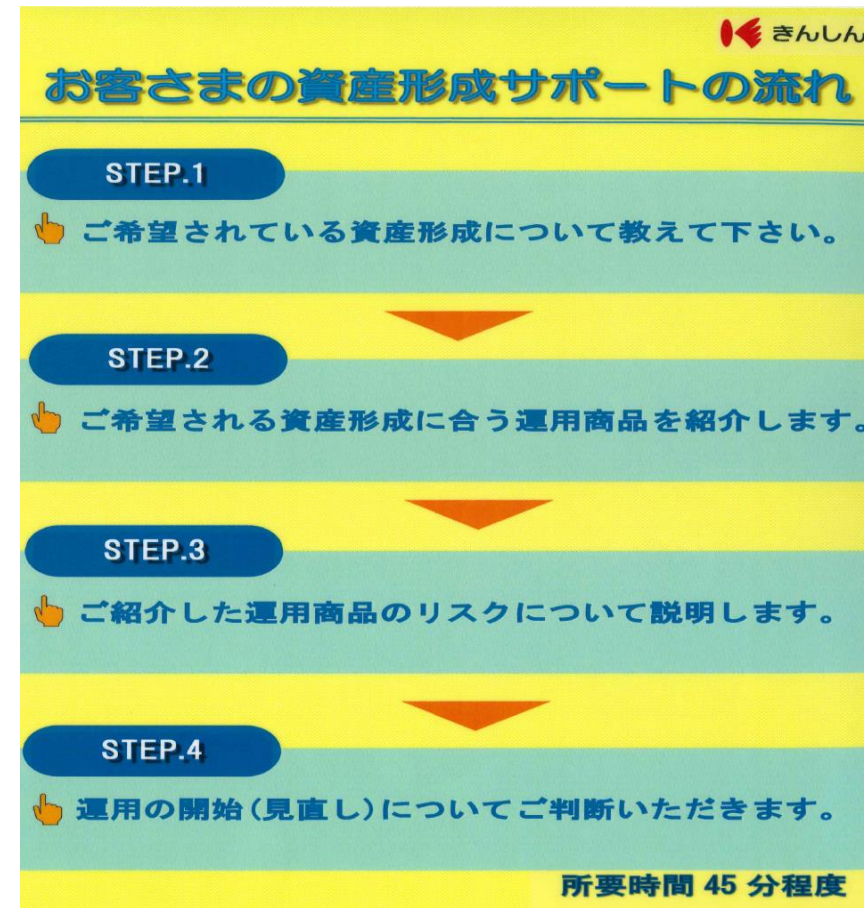 きんしん
お客さまの資産形成サポートの流れ
STEP.1
ご希望されている資産形成について教えて下さい。
STEP.2
ご希望される資産形成に合う運用商品を紹介します。
STEP.3
ご紹介した運用商品のリスクについて説明します。
STEP.4
運用の開始(見直し)についてご判断いただきます。
所要時間 45 分程度